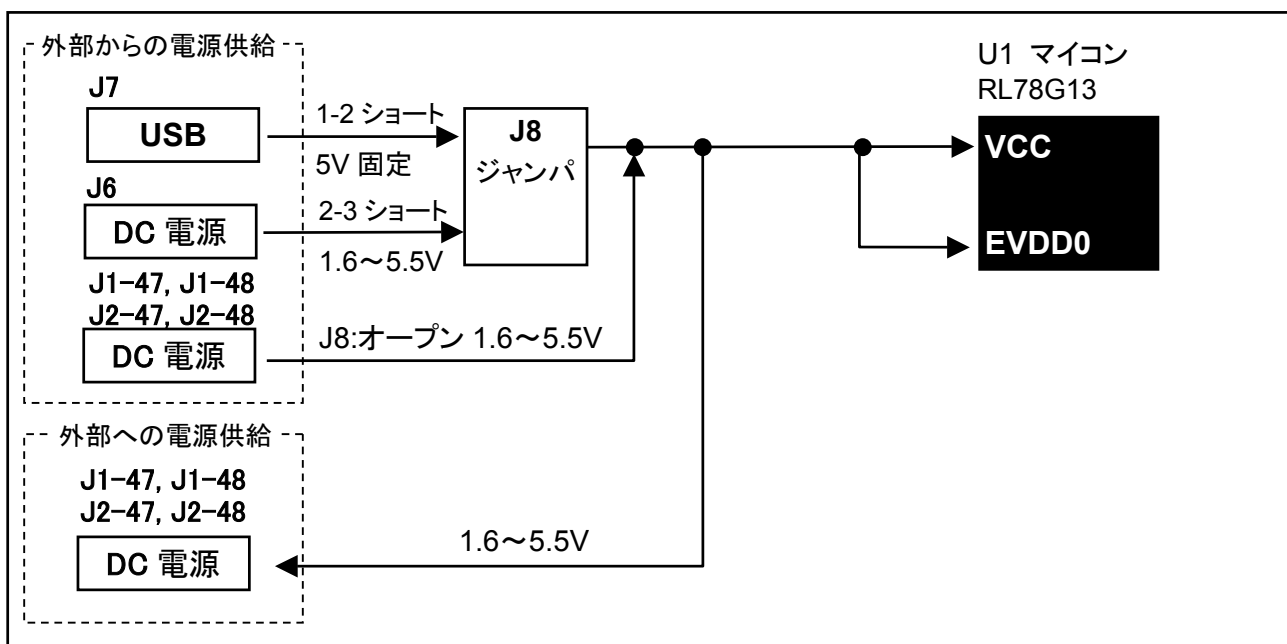 外部からの電源供給
J7
USB
1-2 ショート
5V 固定
J6
DC 電源
2-3 ショート
1.6～5.5V
J8
ジャンパ
J1-47, J1-48
J2-47, J2-48
DC 電源
J8:オープン 1.6～5.5V
U1 マイコン
RL78G13
VCC
EVDD0
外部への電源供給
J1-47, J1-48
J2-47, J2-48
DC 電源
1.6～5.5V